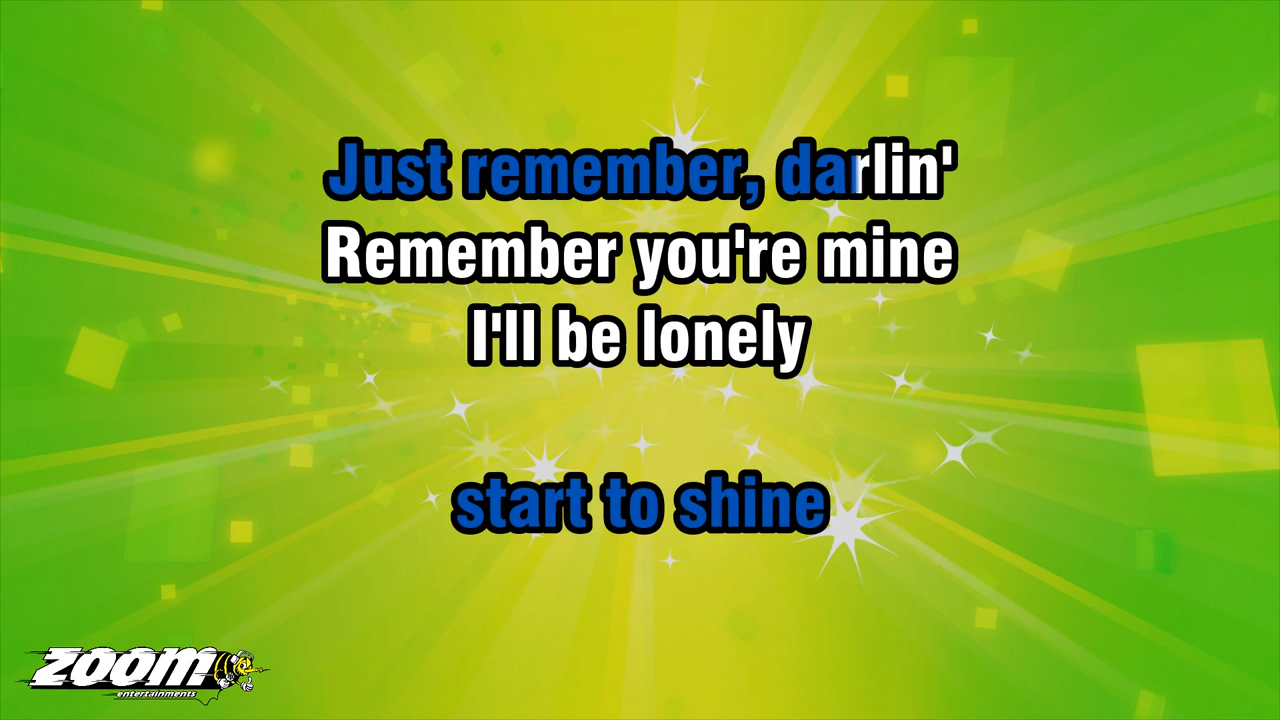 Just remember, darlin'
Remember you're mine
I'll be lonely
start to shine
ZOOM
entertainments